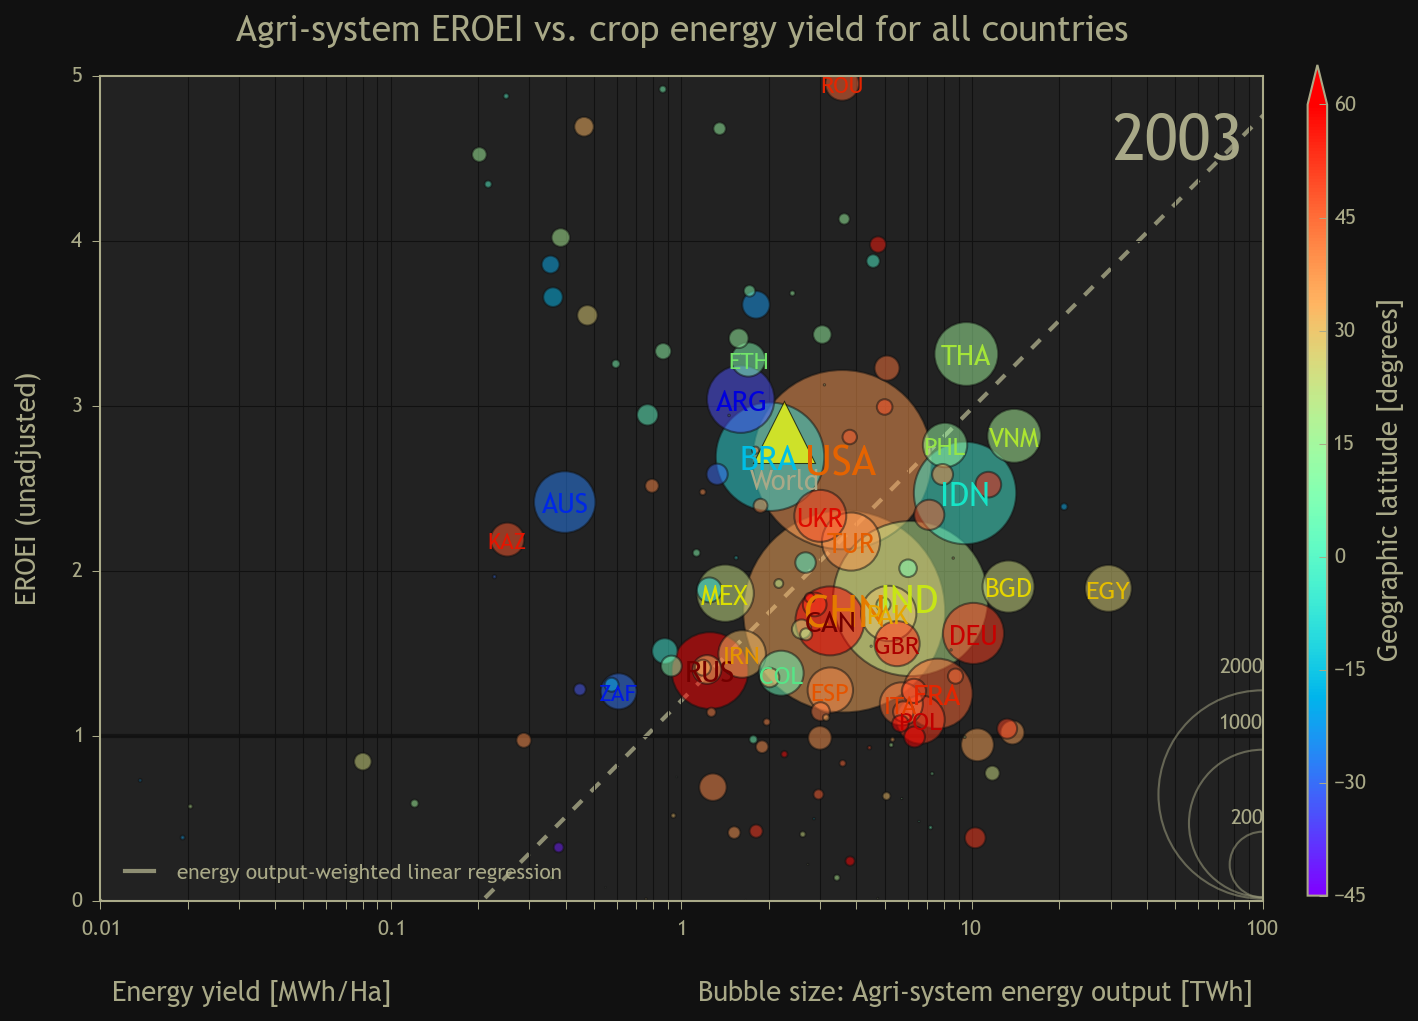 Agri-system EROEI vs. crop energy yield for all countries
5
4
3
2
1
0
EROEI (unadjusted)
2003
ROU
THA
ETH
ARG
VNM
PHL
BRA
USA
World
IDN
AUS
UKR
KAZ
TUR
MEX
CHN
IND
PAK
BGD
EGY
CAN
GBR
DEU
IRN
RUS
COL
ESP
ZAF
FRA
ITA
POL
2000
1000
200
energy output-weighted linear regression
0.01
0.1
1
10
100
Energy yield [MWh/Ha]
Bubble size: Agri-system energy output [TWh]
60
45
30
15
0
−15
−30
−45
Geographic latitude [degrees]